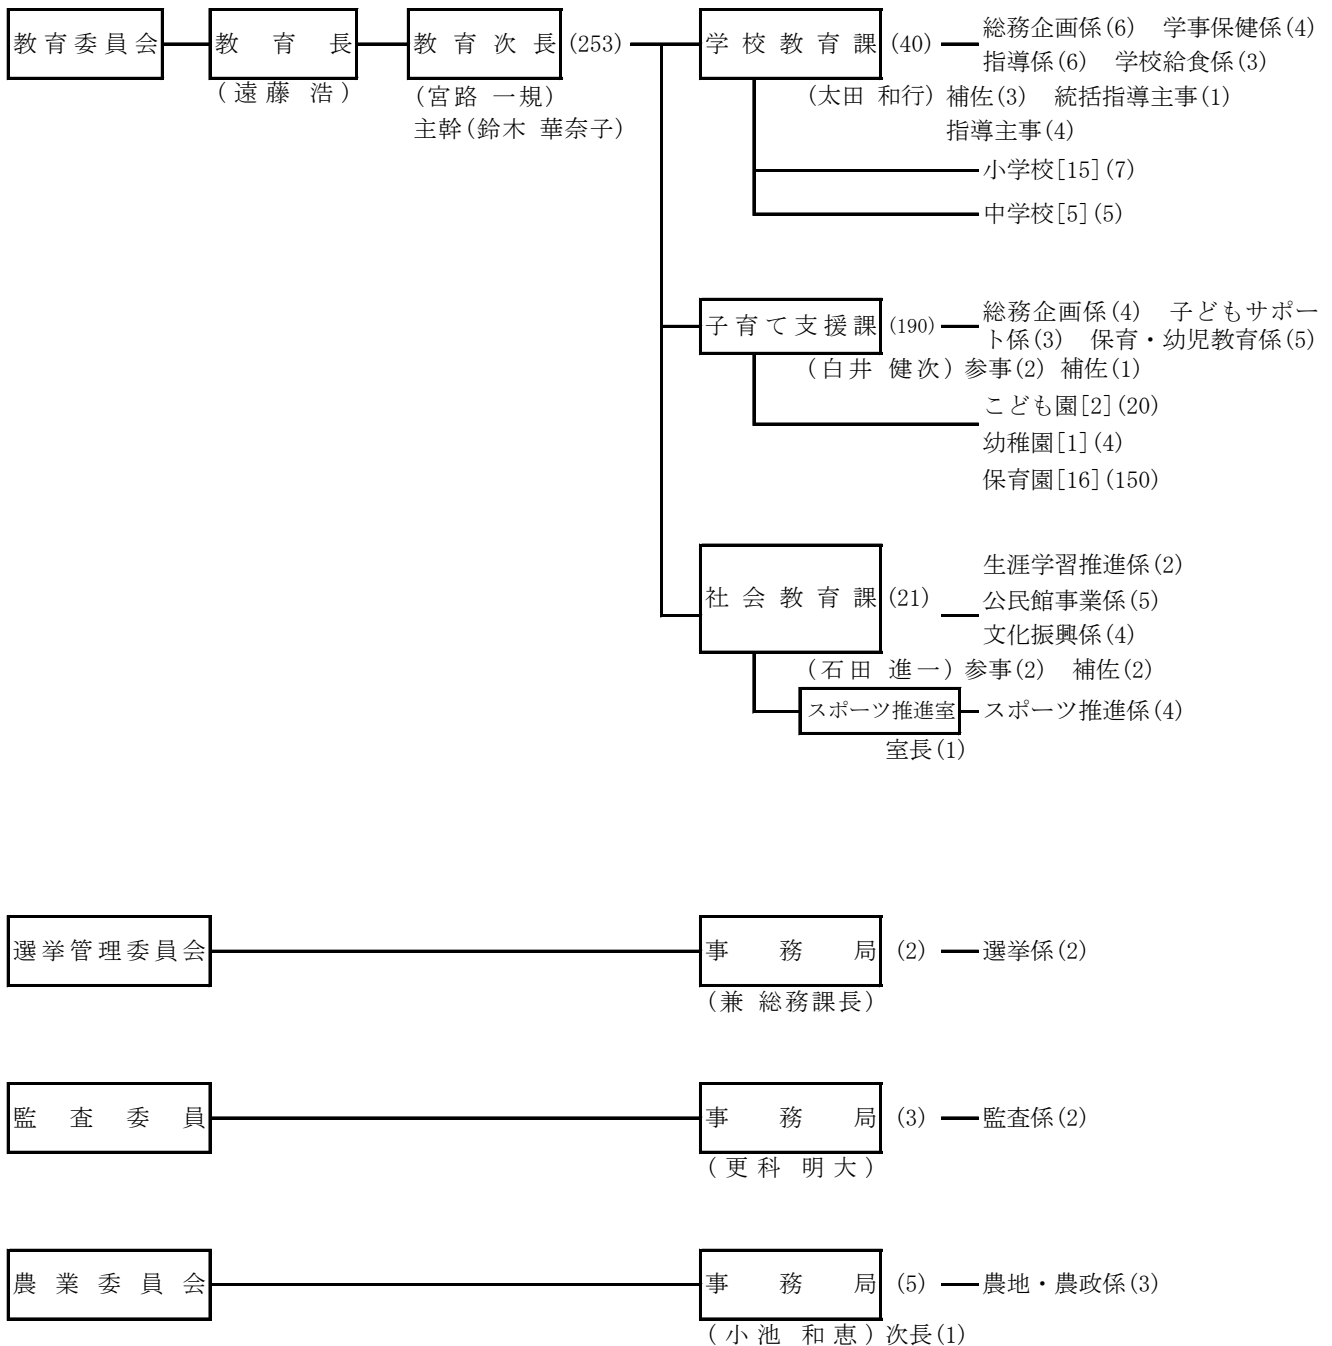 教育委員会 教育長 教育次長 (253) 学校教育課 (40) 総務企画係(6) 学事保健係(4)
指導係(6) 学校給食係(3)
(遠藤 浩) (宮路 一規) (太田 和行) 補佐(3) 統括指導主事(1)
主幹(鈴木 華奈子) 指導主事(4)
小学校[15](7)
中学校[5](5)
子育て支援課 (190) 総務企画係(4) 子どもサポー
ト係(3) 保育・幼児教育係(5)
(白井 健次) 参事(2) 補佐(1)
こども園[2](20)
幼稚園[1](4)
保育園[16](150)
生涯学習推進係(2)
社会教育課 (21) 公民館事業係(5)
文化振興係(4)
(石田 進一) 参事(2) 補佐(2)
スポーツ推進室 スポーツ推進係(4)
室長(1)
選挙管理委員会 事務局 (2) 選挙係(2)
(兼 総務課長)
監査委員 事務局 (3) 監査係(2)
(更科 明大)
農業委員会 事務局 (5) 農地・農政係(3)
(小池 和恵) 次長(1)